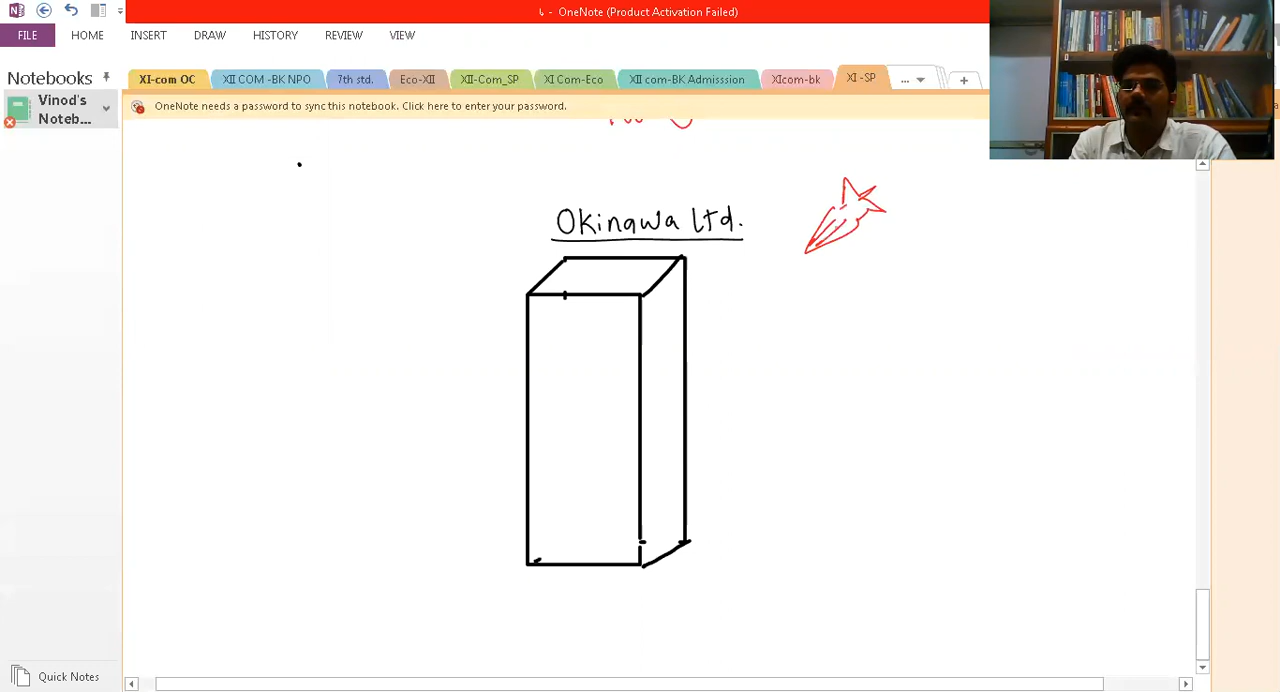 ↳ - OneNote (Product Activation Failed)
FILE HOME INSERT DRAW HISTORY REVIEW VIEW
Notebooks
XI-com OC XII COM -BK NPO 7th std. Eco-XII XII-Com_SP XI Com-Eco XII com-BK Admisssion XIcom-bk XI -SP ... +
Vinod's
Noteb...
OneNote needs a password to sync this notebook. Click here to enter your password.
Okinawa Ltd.
Quick Notes